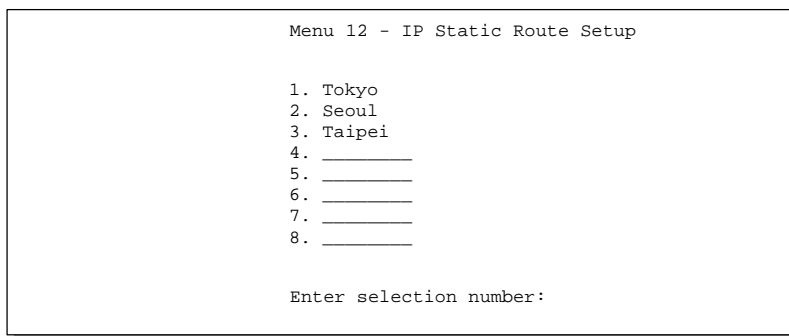 Menu 12 - IP Static Route Setup
1. Tokyo
2. Seoul
3. Taipei
4. ________
5. ________
6. ________
7. ________
8. ________
Enter selection number: